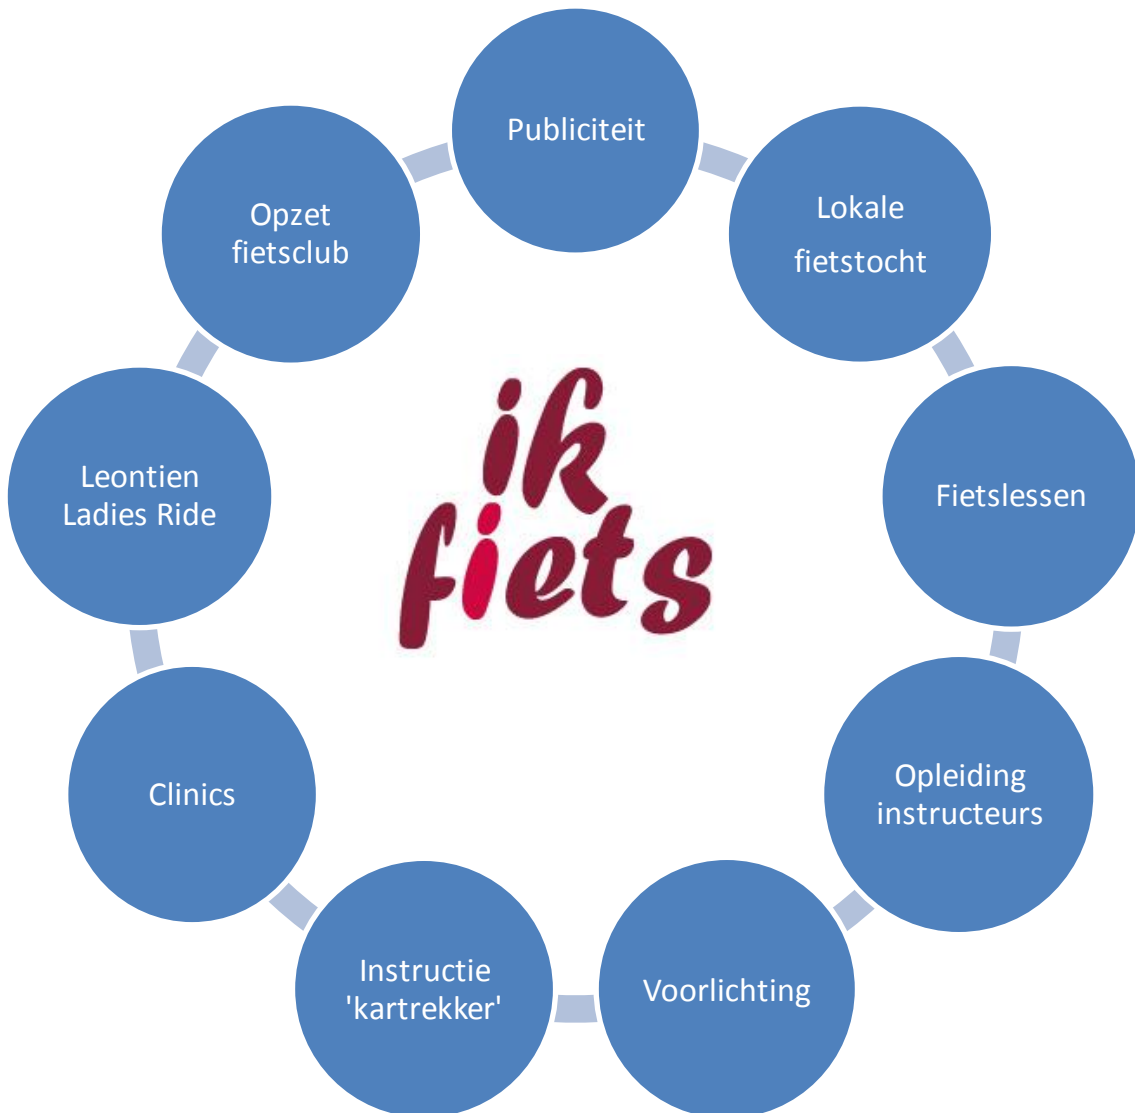 Publiciteit
Lokale
fietstocht
Fietslessen
Opleiding
instructeurs
Voorlichting
Instructie
'kartrekker'
Clinics
Leontien
Ladies Ride
Opzet
fietsclub
ik
fiets